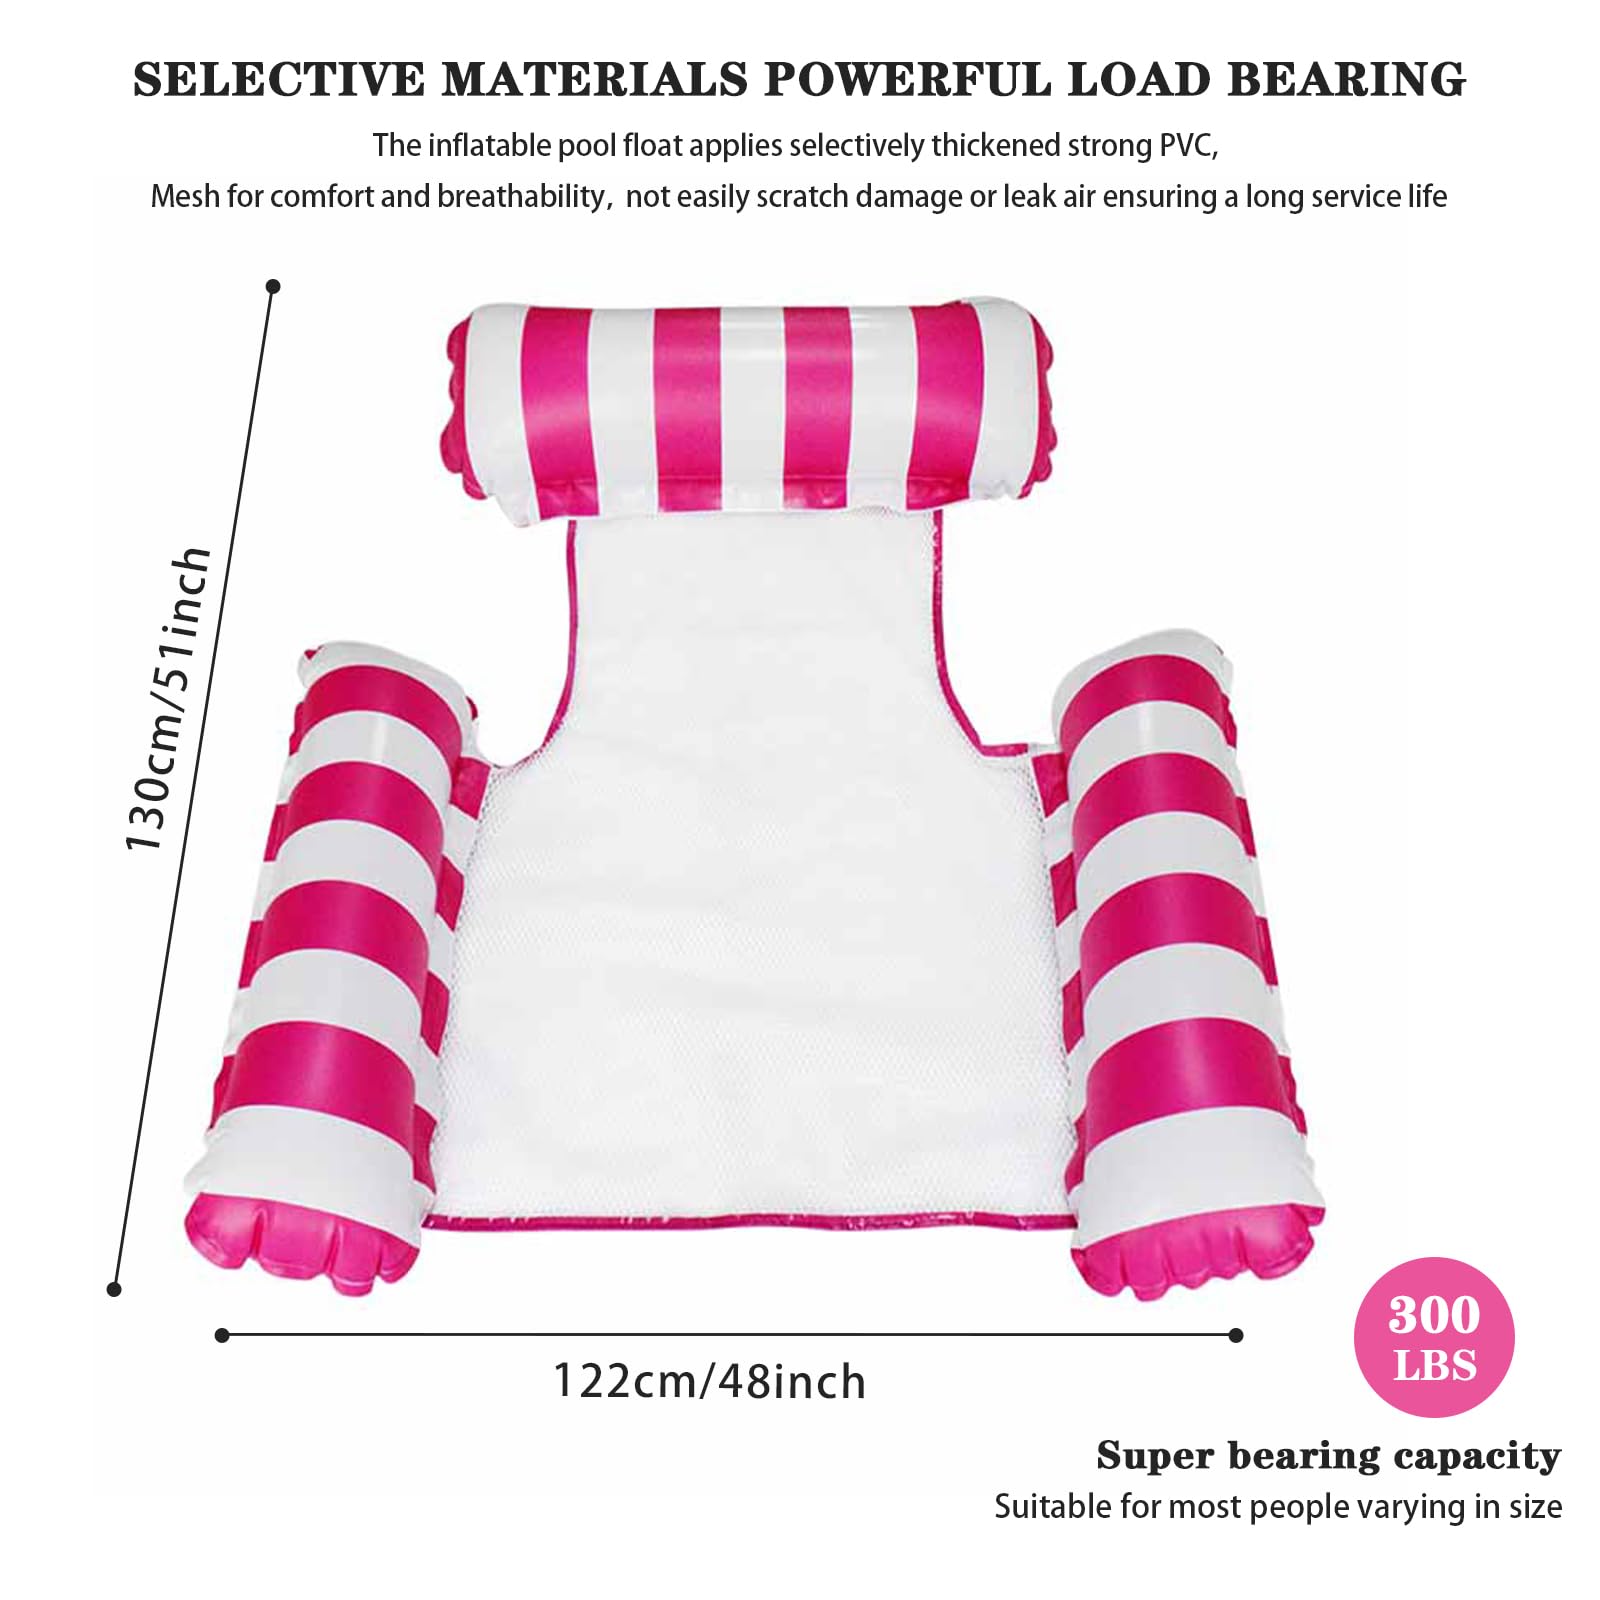 SELECTIVE MATERIALS POWERFUL LOAD BEARING
The inflatable pool float applies selectively thickened strong PVC,
Mesh for comfort and breathability, not easily scratch damage or leak air ensuring a long service life
130cm/51inch
122cm/48inch
300
LBS
Super bearing capacity
Suitable for most people varying in size